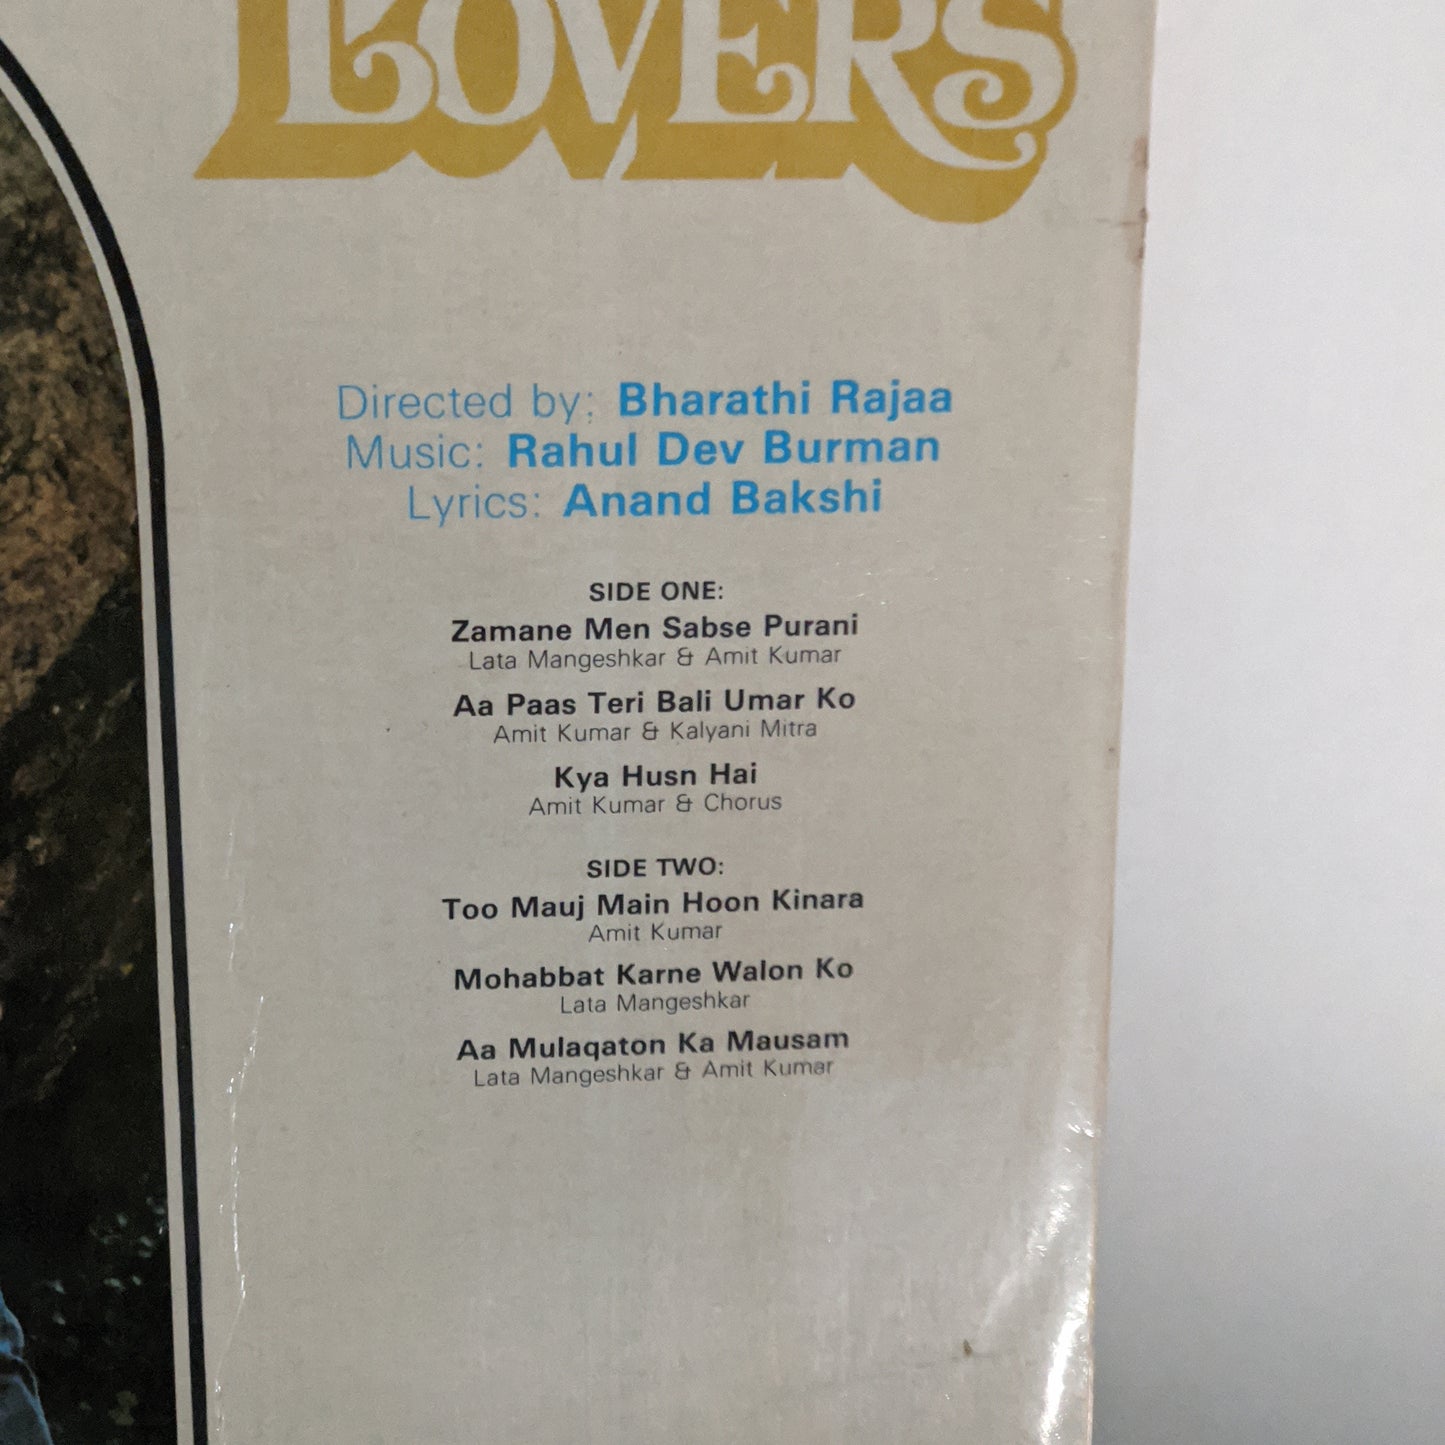 LOVERS
Directed by: Bharathi Rajaa
Music: Rahul Dev Burman
Lyrics: Anand Bakshi
SIDE ONE:
Zamane Men Sabse Purani
Lata Mangeshkar & Amit Kumar
Aa Paas Teri Bali Umar Ko
Amit Kumar & Kalyani Mitra
Kya Husn Hai
Amit Kumar & Chorus
SIDE TWO:
Too Mauj Main Hoon Kinara
Amit Kumar
Mohabbat Karne Walon Ko
Lata Mangeshkar
Aa Mulaqaton Ka Mausam
Lata Mangeshkar & Amit Kumar